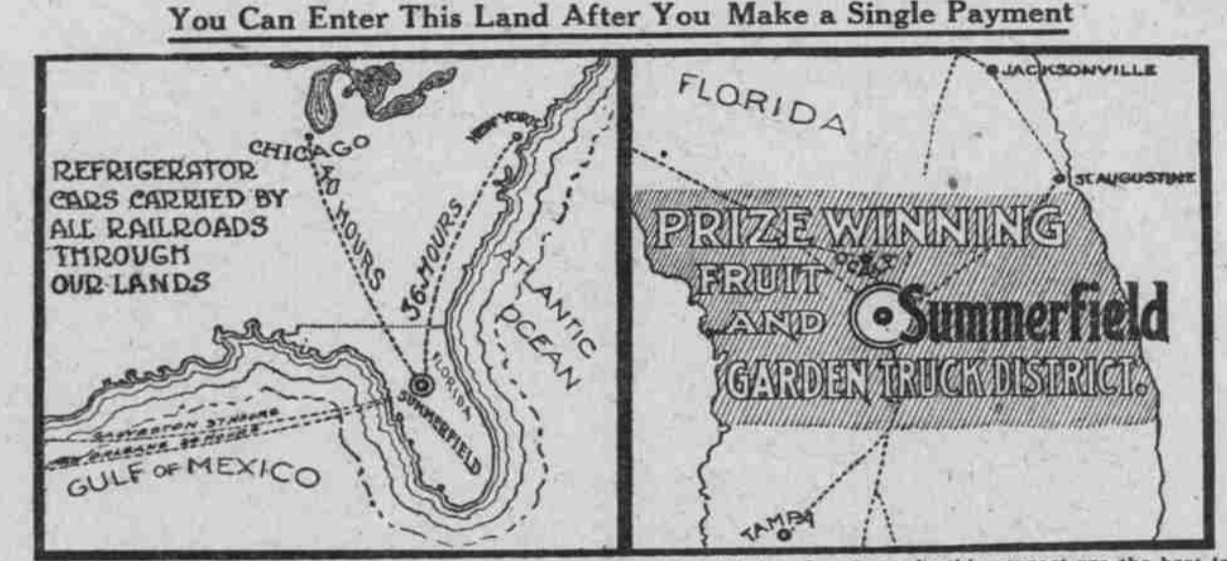 You Can Enter This Land After You Make a Single Payment
REFRIGERATOR
CARS CARRIED BY
ALL RAILROADS
THROUGH
OUR LANDS
CHICAGO
HOURS
NEW YORK
36 HOURS
ATLANTIC
OCEAN
FLORIDA
SUMMERFIELD
GALVESTON
GULF OF MEXICO
FLORIDA
JACKSONVILLE
ST. AUGUSTINE
PRIZE WINNING
FRUIT
AND
GARDEN TRUCK DISTRICT.
OCALA
Summerfield
TAMPA